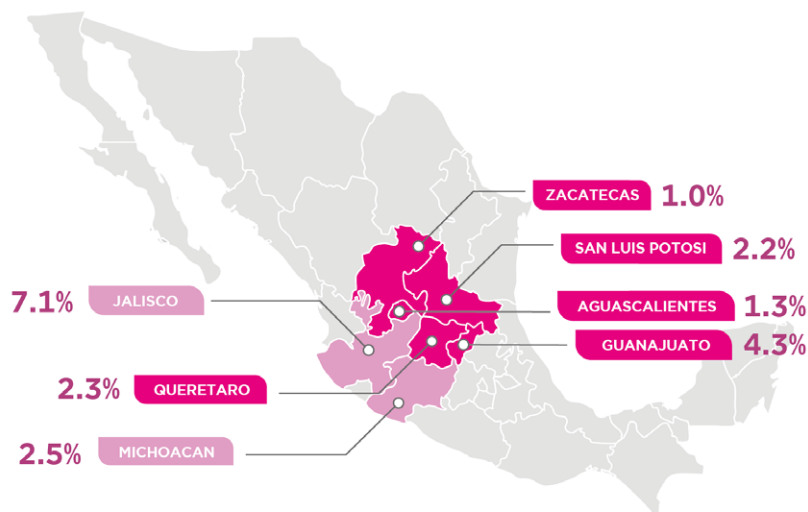 ZACATECAS 1.0%
SAN LUIS POTOSI 2.2%
7.1% JALISCO
AGUASCALIENTES 1.3%
GUANAJUATO 4.3%
2.3% QUERETARO
2.5% MICHOACAN